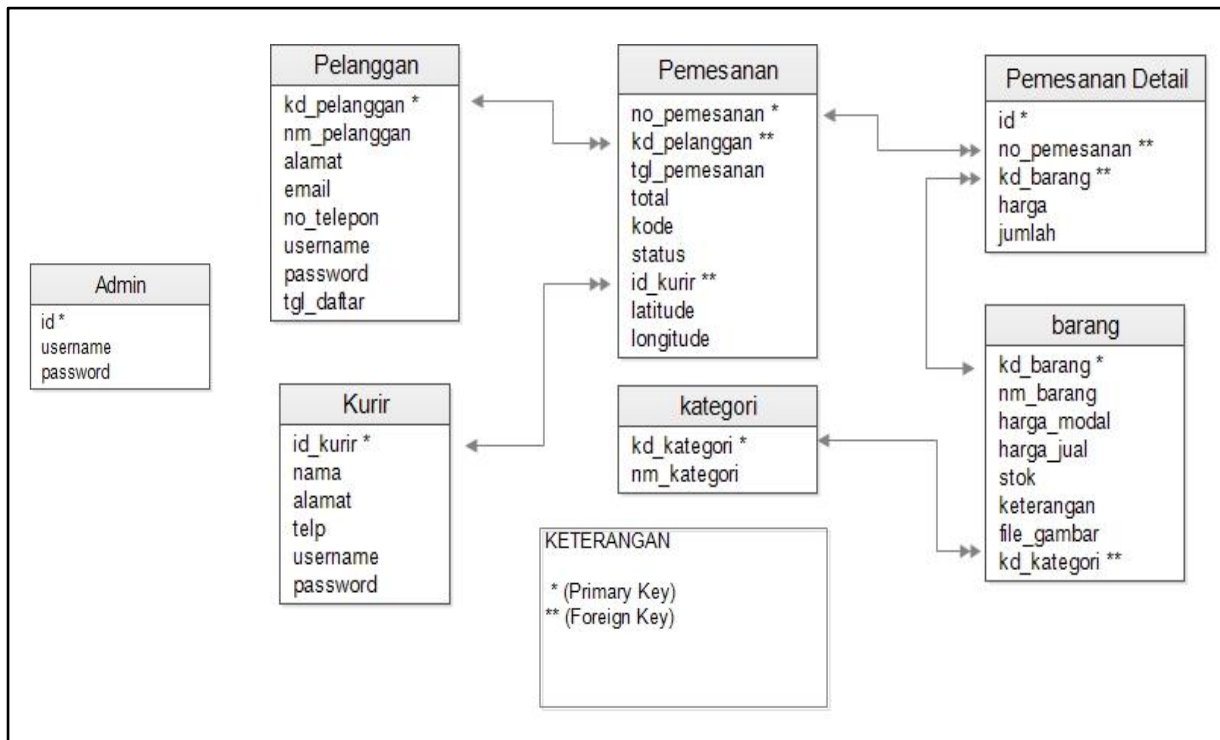 Pelanggan
kd_pelanggan *
nm_pelanggan
alamat
email
no_telepon
username
password
tgl_daftar
Pemesanan
no_pemesanan *
kd_pelanggan **
tgl_pemesanan
total
kode
status
id_kurir **
latitude
longitude
Pemesanan Detail
id *
no_pemesanan **
kd_barang **
harga
jumlah
Admin
id *
username
password
Kurir
id_kurir *
nama
alamat
telp
username
password
kategori
kd_kategori *
nm_kategori
barang
kd_barang *
nm_barang
harga_modal
harga_jual
stok
keterangan
file_gambar
kd_kategori **
KETERANGAN
* (Primary Key)
** (Foreign Key)